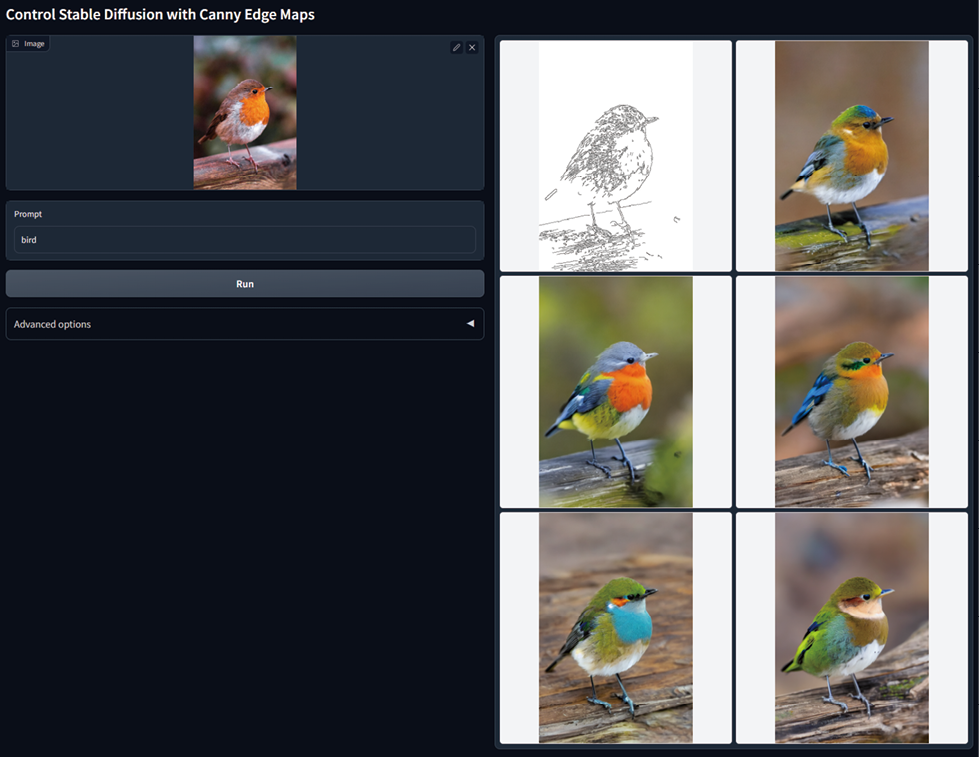 Control Stable Diffusion with Canny Edge Maps
Image
Prompt
bird
Run
Advanced options